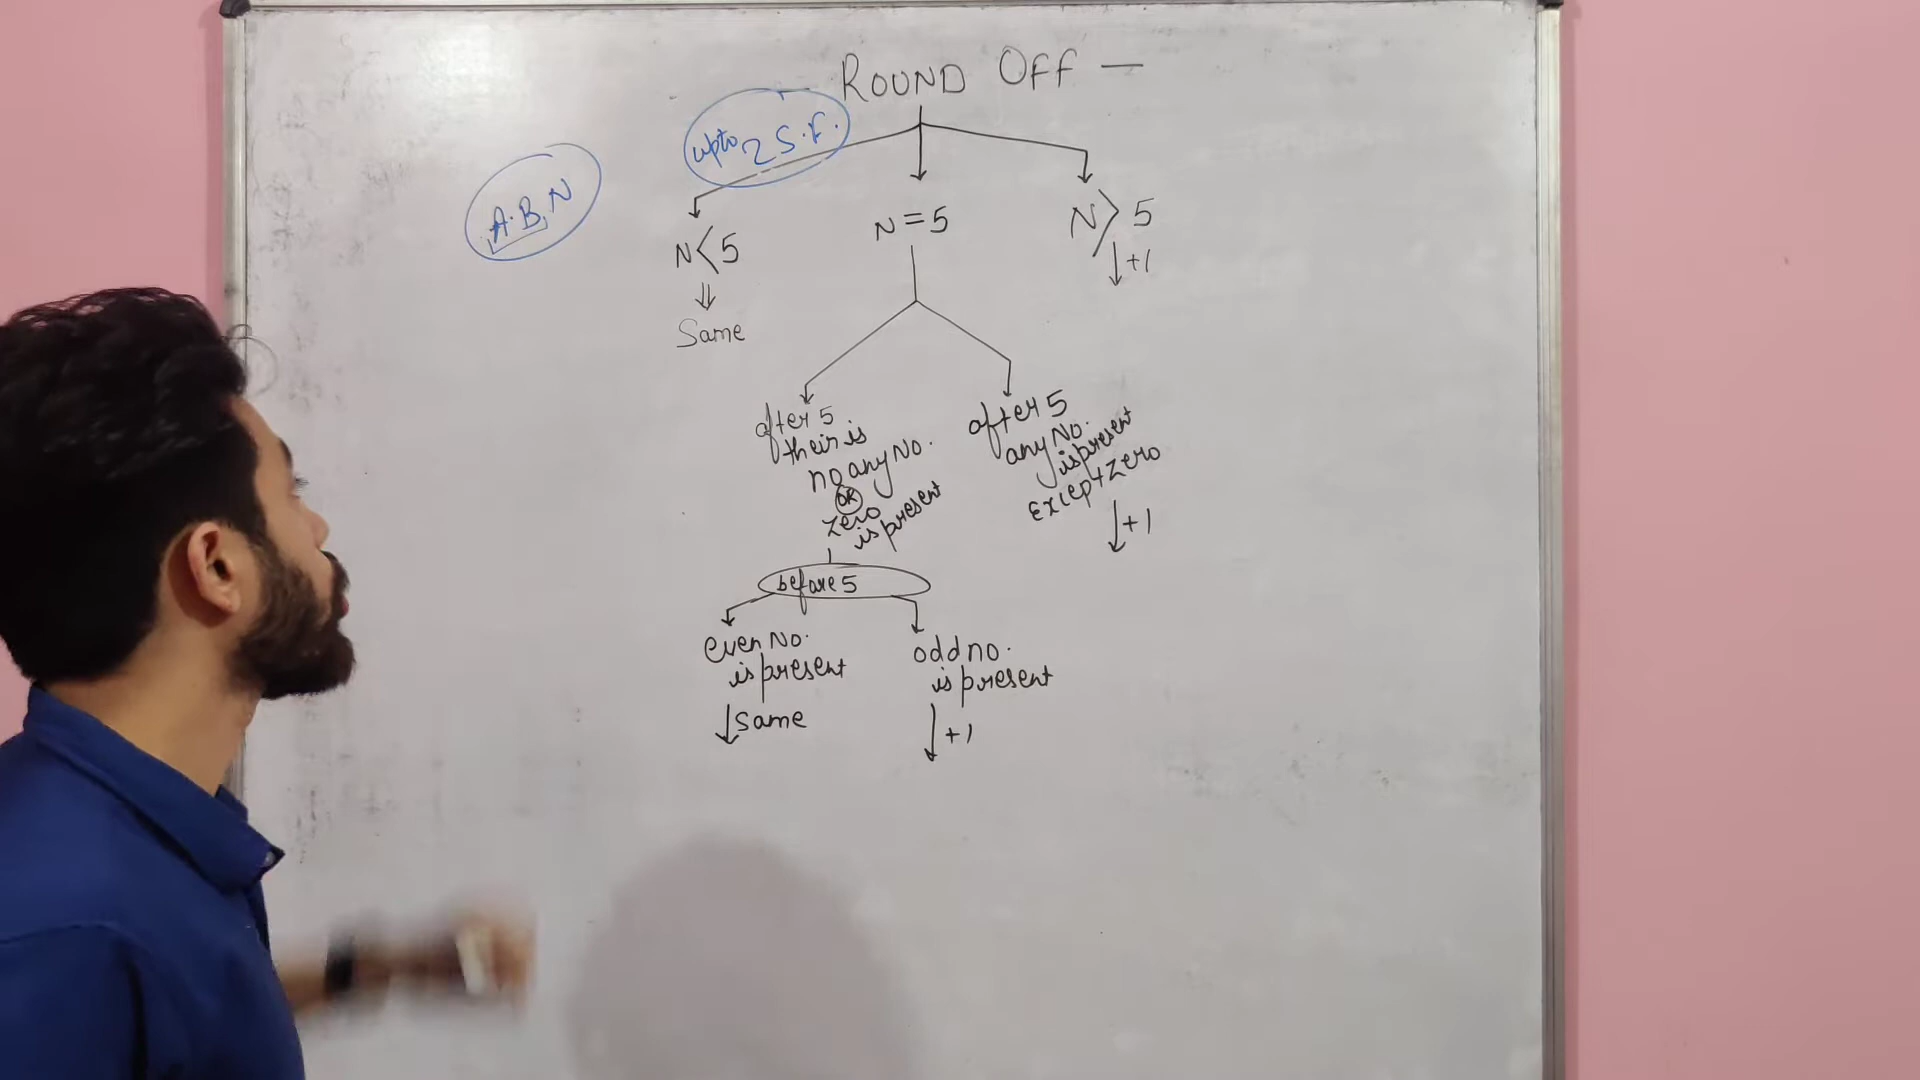 ROUND OFF —
upto 2 S.F.
A.B,N
N<5
N=5
N>5
+1
Same
after 5
their is
no any No.
OR
zero
is present
after 5
any No.
is present
Except zero
+1
before 5
even No.
is present
Same
odd no.
is present
+1